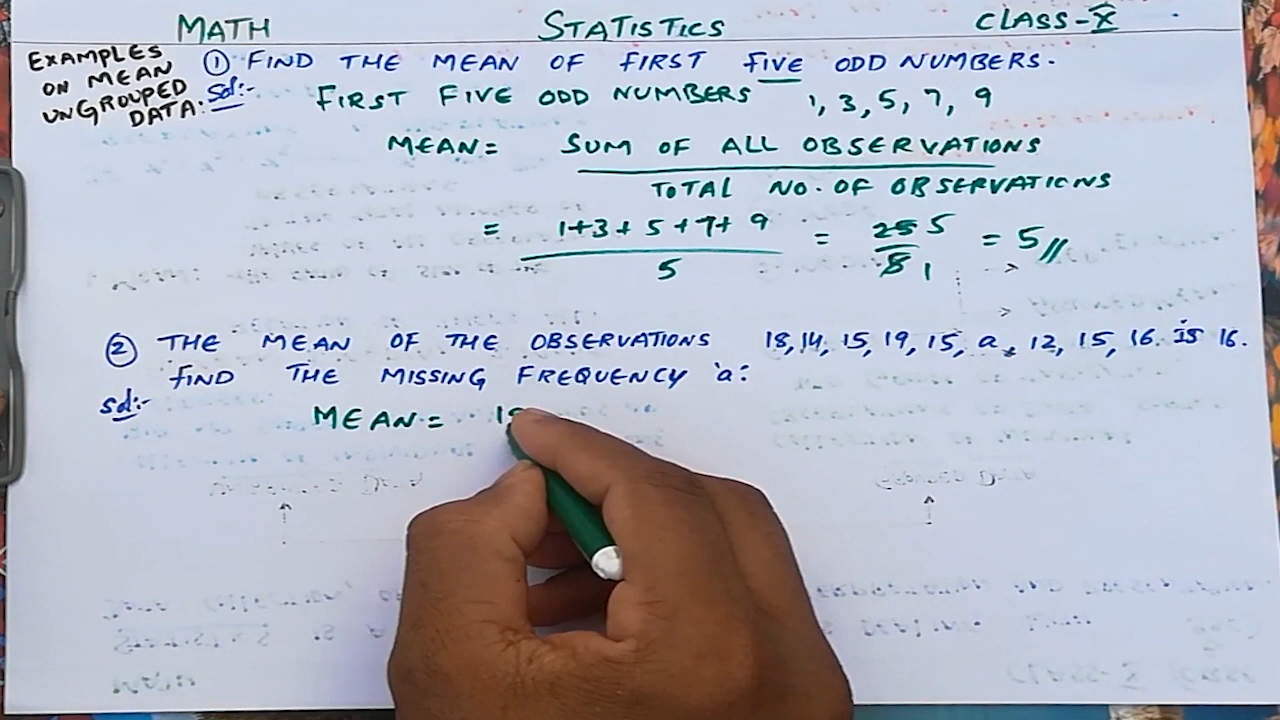 MATH STATISTICS CLASS-X
EXAMPLES
ON MEAN
UNGROUPED
DATA:
① FIND THE MEAN OF FIRST FIVE ODD NUMBERS.
Sol:- FIRST FIVE ODD NUMBERS 1, 3, 5, 7, 9
MEAN = SUM OF ALL OBSERVATIONS
TOTAL NO. OF OBSERVATIONS
= 1+3+5+7+9 = 25 5 = 5//
5 5 1
② THE MEAN OF THE OBSERVATIONS 18, 14, 15, 19, 15, a, 12, 15, 16. IS 16.
FIND THE MISSING FREQUENCY 'a':
Sol:-
MEAN =